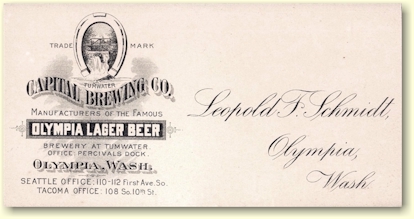 TRADE MARK
TUMWATER
CAPITAL BREWING CO.
MANUFACTURERS OF THE FAMOUS
OLYMPIA LAGER BEER
BREWERY AT TUMWATER.
OFFICE: PERCIVALS DOCK.
OLYMPIA, WASH.
SEATTLE OFFICE: 110-112 First Ave. So.
TACOMA OFFICE: 108 So. 10th St.
Leopold F. Schmidt,
Olympia,
Wash